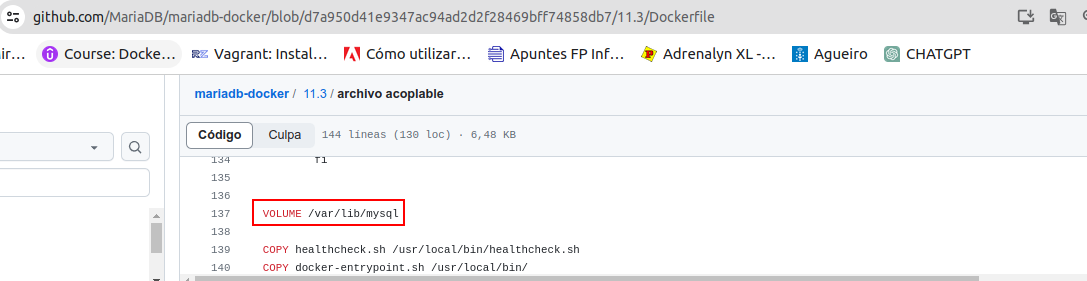 github.com/MariaDB/mariadb-docker/blob/d7a950d41e9347ac94ad2d2f28469bff74858db7/11.3/Dockerfile
ir… Course: Docke… Vagrant: Instal… Cómo utilizar… Apuntes FP Inf… Adrenalyn XL -… Agueiro CHATGPT
mariadb-docker / 11.3 / archivo acoplable
Código Culpa 144 líneas (130 loc) · 6,48 KB
134 fi
135
136
137 VOLUME /var/lib/mysql
138
139 COPY healthcheck.sh /usr/local/bin/healthcheck.sh
140 COPY docker-entrypoint.sh /usr/local/bin/